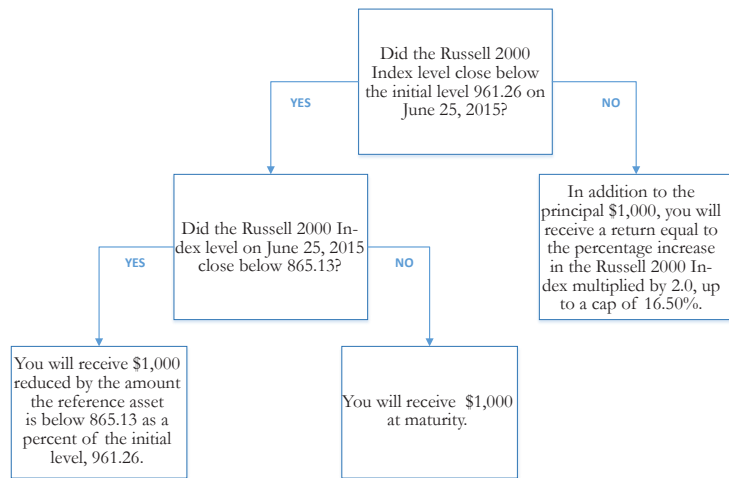 Did the Russell 2000
Index level close below
the initial level 961.26 on
June 25, 2015?
YES
NO
Did the Russell 2000 In-
dex level on June 25, 2015
close below 865.13?
In addition to the
principal $1,000, you will
receive a return equal to
the percentage increase
in the Russell 2000 In-
dex multiplied by 2.0, up
to a cap of 16.50%.
YES
NO
You will receive $1,000
reduced by the amount
the reference asset
is below 865.13 as a
percent of the initial
level, 961.26.
You will receive $1,000
at maturity.